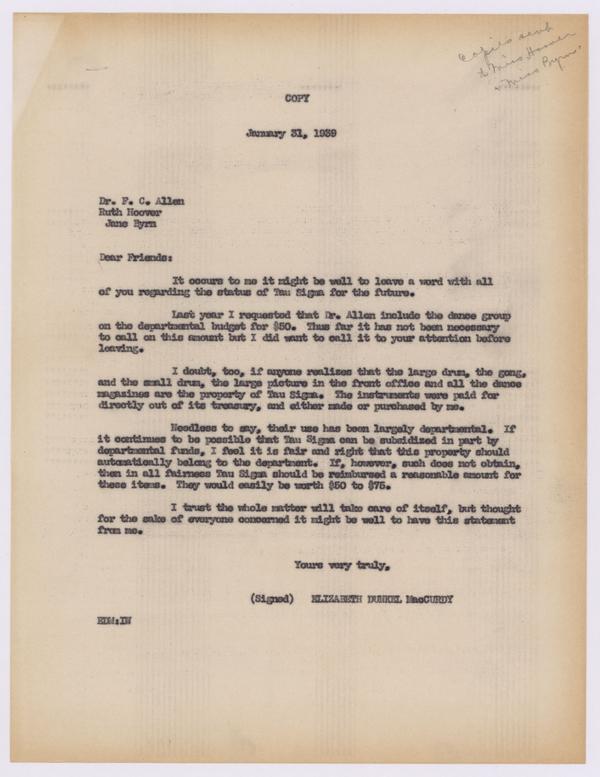 Copies sent
to Miss Hoover
+ Miss Byrn.
COPY
January 31, 1939
Dr. F. C. Allen
Ruth Hoover
Jane Byrn
Dear Friends:
It occurs to me it might be well to leave a word with all
of you regarding the status of Tau Sigma for the future.
Last year I requested that Dr. Allen include the dance group
on the departmental budget for $50. Thus far it has not been necessary
to call on this amount but I did want to call it to your attention before
leaving.
I doubt, too, if anyone realizes that the large drum, the gong,
and the small drum, the large picture in the front office and all the dance
magazines are the property of Tau Sigma. The instruments were paid for
directly out of its treasury, and either made or purchased by me.
Needless to say, their use has been largely departmental. If
it continues to be possible that Tau Sigma can be subsidized in part by
departmental funds, I feel it is fair and right that this property should
automatically belong to the department. If, however, such does not obtain,
then in all fairness Tau Sigma should be reimbursed a reasonable amount for
these items. They would easily be worth $50 to $75.
I trust the whole matter will take care of itself, but thought
for the sake of everyone concerned it might be well to have this statement
from me.
Yours very truly,
(Signed) ELIZABETH DUNKEL MacCURDY
EDM:IW